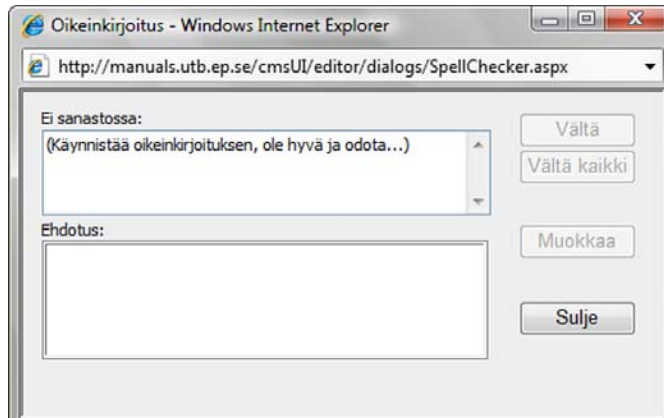 Oikeinkirjoitus - Windows Internet Explorer
http://manuals.utb.ep.se/cmsUI/editor/dialogs/SpellChecker.aspx
Ei sanastossa:
(Käynnistää oikeinkirjoituksen, ole hyvä ja odota...)
Vältä
Vältä kaikki
Ehdotus:
Muokkaa
Sulje